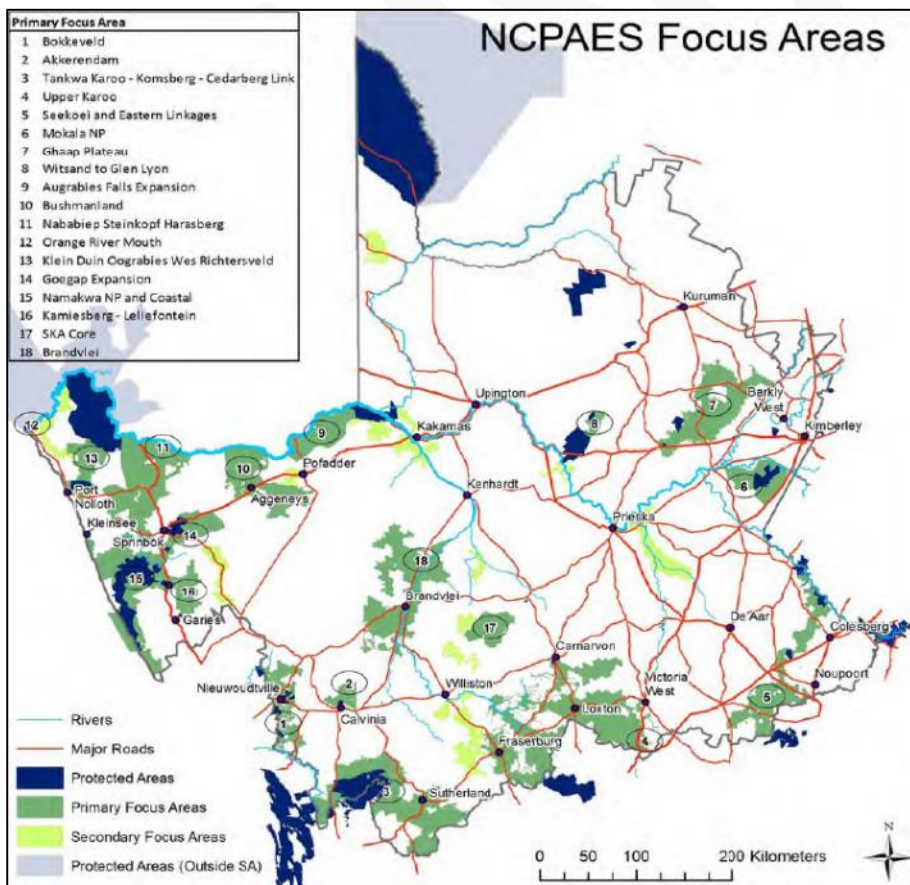 NCPAES Focus Areas
Primary Focus Area
1 Bokkeveld
2 Akkerendam
3 Tankwa Karoo - Komsberg - Cedarberg Link
4 Upper Karoo
5 Seekoei and Eastern Linkages
6 Mokala NP
7 Ghaap Plateau
8 Witsand to Glen Lyon
9 Augrabies Falls Expansion
10 Bushmanland
11 Nababiep Steinkopf Harasberg
12 Orange River Mouth
13 Klein Duin Oograbies Wes Richtersveld
14 Goegap Expansion
15 Namakwa NP and Coastal
16 Kamiesberg - Leliefontein
17 SKA Core
18 Brandvlei
Kuruman
Upington
7
Barkly
West
8
12
9
Kakamas
Kimberley
11
13
10
Pofadder
6
Port
Nolloth
Aggeneys
Kenhardt
Kleinsee
Prieska
Sprinbok
14
18
15
16
Brandvlei
Garies
17
De Aar
Colesberg
Carnarvon
Nieuwoudtville
2
Williston
Victoria
West
Noupoort
5
1
Calvinia
Loxton
4
Fraserburg
3
Sutherland
Rivers
Major Roads
Protected Areas
Primary Focus Areas
Secondary Focus Areas
Protected Areas (Outside SA)
0 50 100 200 Kilometers
N